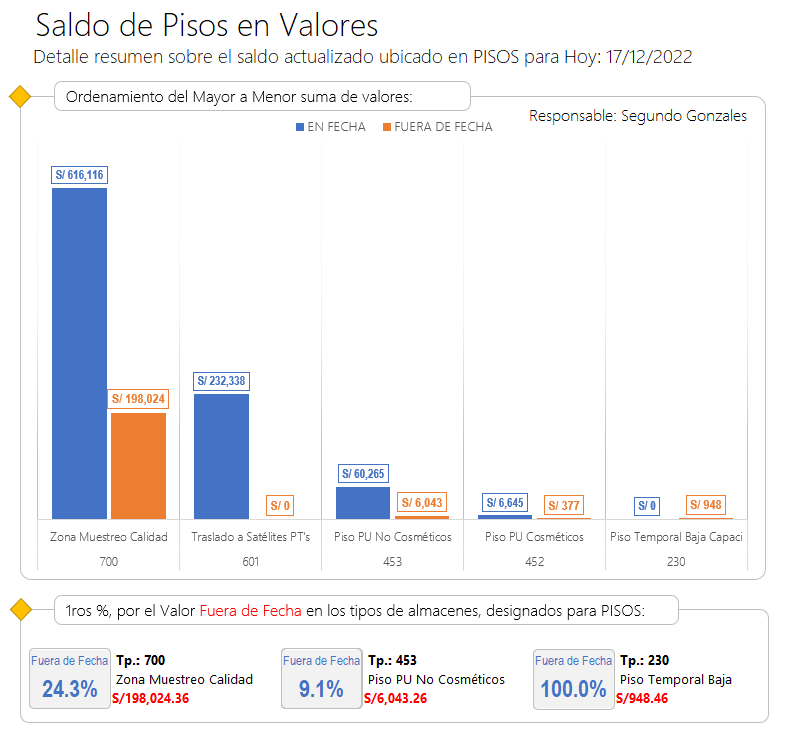 Saldo de Pisos en Valores
Detalle resumen sobre el saldo actualizado ubicado en PISOS para Hoy: 17/12/2022
Ordenamiento del Mayor a Menor suma de valores:
Responsable: Segundo Gonzales
EN FECHA FUERA DE FECHA
S/ 616,116
S/ 198,024
S/ 232,338
S/ 0
S/ 60,265
S/ 6,043
S/ 6,645
S/ 377
S/ 0
S/ 948
Zona Muestreo Calidad Traslado a Satélites PT's Piso PU No Cosméticos Piso PU Cosméticos Piso Temporal Baja Capaci
700 601 453 452 230
1ros %, por el Valor Fuera de Fecha en los tipos de almacenes, designados para PISOS:
Fuera de Fecha
24.3%
Tp.: 700
Zona Muestreo Calidad
S/198,024.36
Fuera de Fecha
9.1%
Tp.: 453
Piso PU No Cosméticos
S/6,043.26
Fuera de Fecha
100.0%
Tp.: 230
Piso Temporal Baja
S/948.46